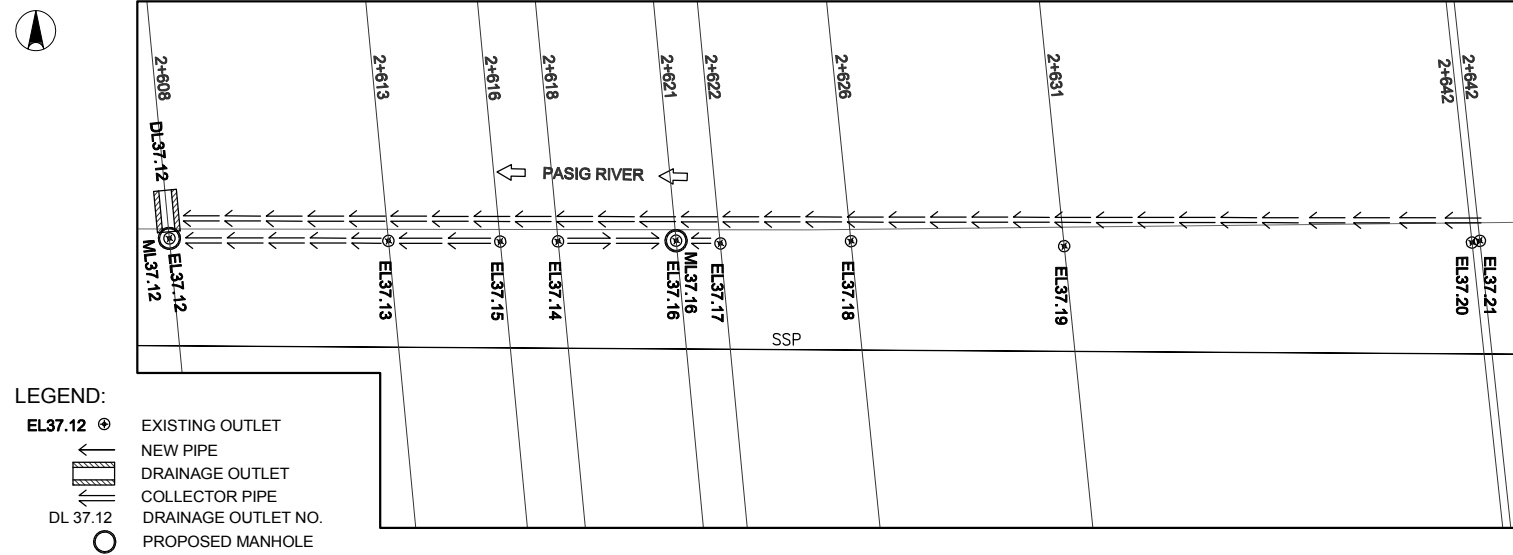 2+608
2+613
2+616
2+618
2+621
2+622
2+626
2+631
2+642
2+642
DL37.12
PASIG RIVER
ML37.12
EL37.12
EL37.13
EL37.15
EL37.14
EL37.16
ML37.16
EL37.17
EL37.18
EL37.19
EL37.20
EL37.21
SSP
LEGEND:
EL37.12 EXISTING OUTLET
NEW PIPE
DRAINAGE OUTLET
COLLECTOR PIPE
DL 37.12 DRAINAGE OUTLET NO.
PROPOSED MANHOLE